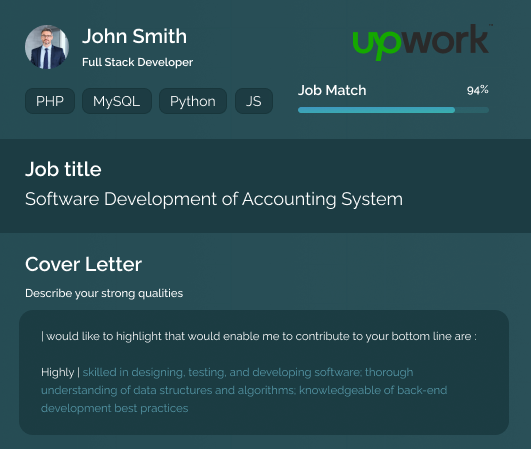 John Smith
Full Stack Developer
upwork™
PHP MySQL Python JS
Job Match 94%
Job title
Software Development of Accounting System
Cover Letter
Describe your strong qualities
| would like to highlight that would enable me to contribute to your bottom line are :
Highly | skilled in designing, testing, and developing software; thorough
understanding of data structures and algorithms; knowledgeable of back-end
development best practices